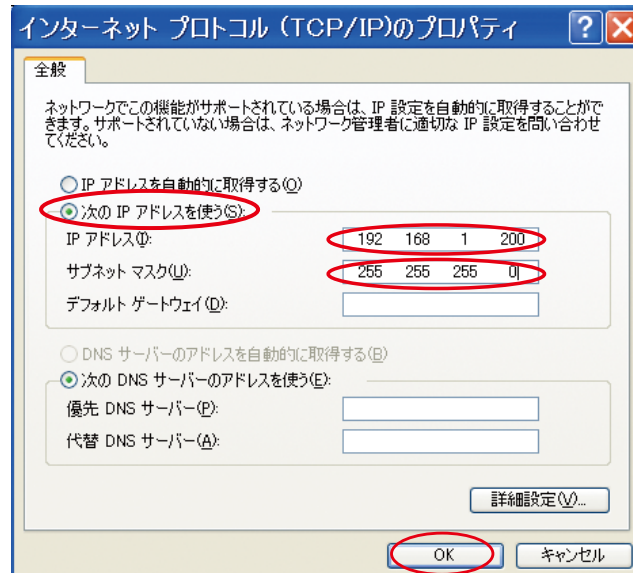 インターネット プロトコル (TCP/IP)のプロパティ
全般
ネットワークでこの機能がサポートされている場合は、IP 設定を自動的に取得することがで
きます。サポートされていない場合は、ネットワーク管理者に適切な IP 設定を問い合わせ
てください。
IP アドレスを自動的に取得する(O)
次の IP アドレスを使う(S):
IP アドレス(I): 192 168 1 200
サブネット マスク(U): 255 255 255 0
デフォルト ゲートウェイ(D):
DNS サーバーのアドレスを自動的に取得する(B)
次の DNS サーバーのアドレスを使う(E):
優先 DNS サーバー(P):
代替 DNS サーバー(A):
詳細設定(V)...
OK キャンセル